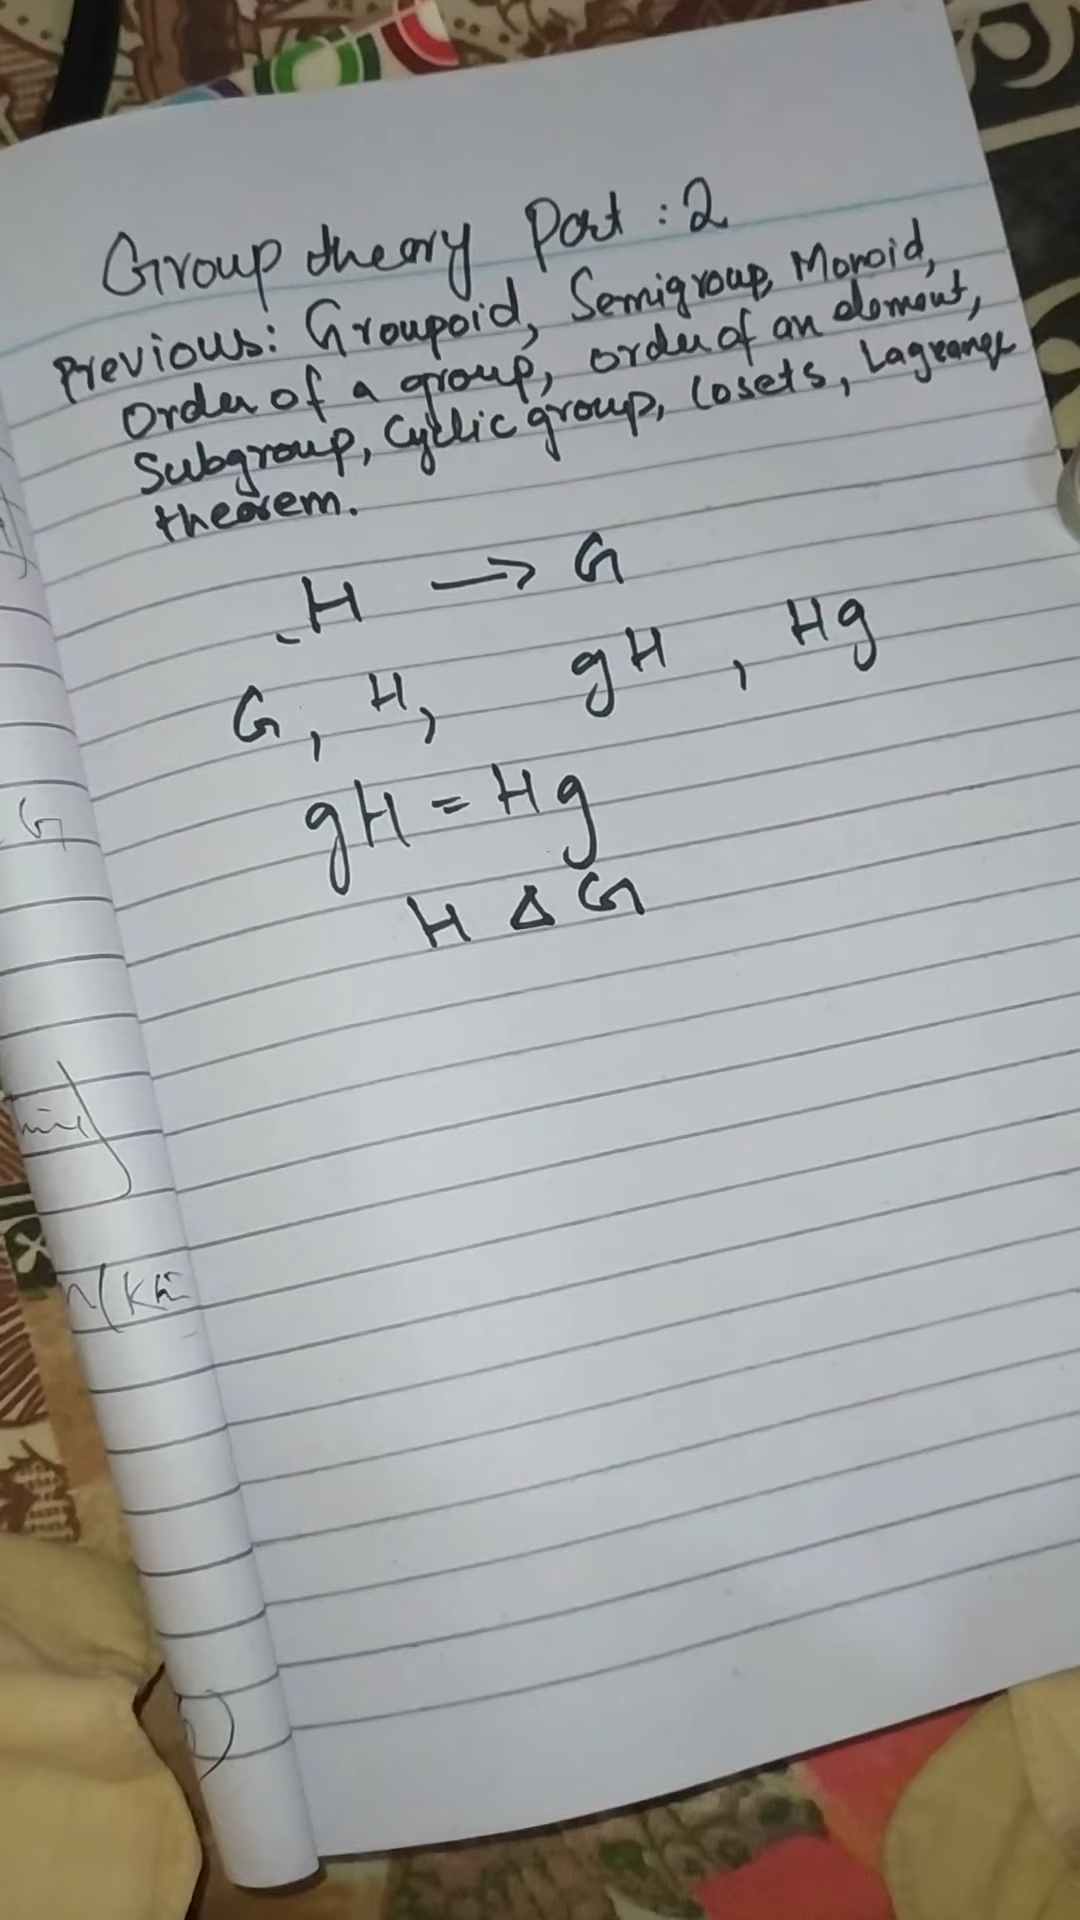 Group theory Part : 2
Previous: Groupoid, Semigroup, Monoid,
Order of a group, order of an element,
Subgroup, Cyclic group, Cosets, Lagrange
theorem.
H → G
G, H, gH, Hg
gH = Hg
H Δ G
G